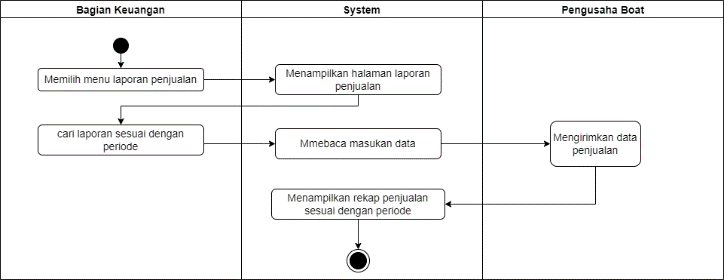 Bagian Keuangan
System
Pengusaha Boat
Memilih menu laporan penjualan
Menampilkan halaman laporan
penjualan
cari laporan sesuai dengan
periode
Mmebaca masukan data
Mengirimkan data
penjualan
Menampilkan rekap penjualan
sesuai dengan periode